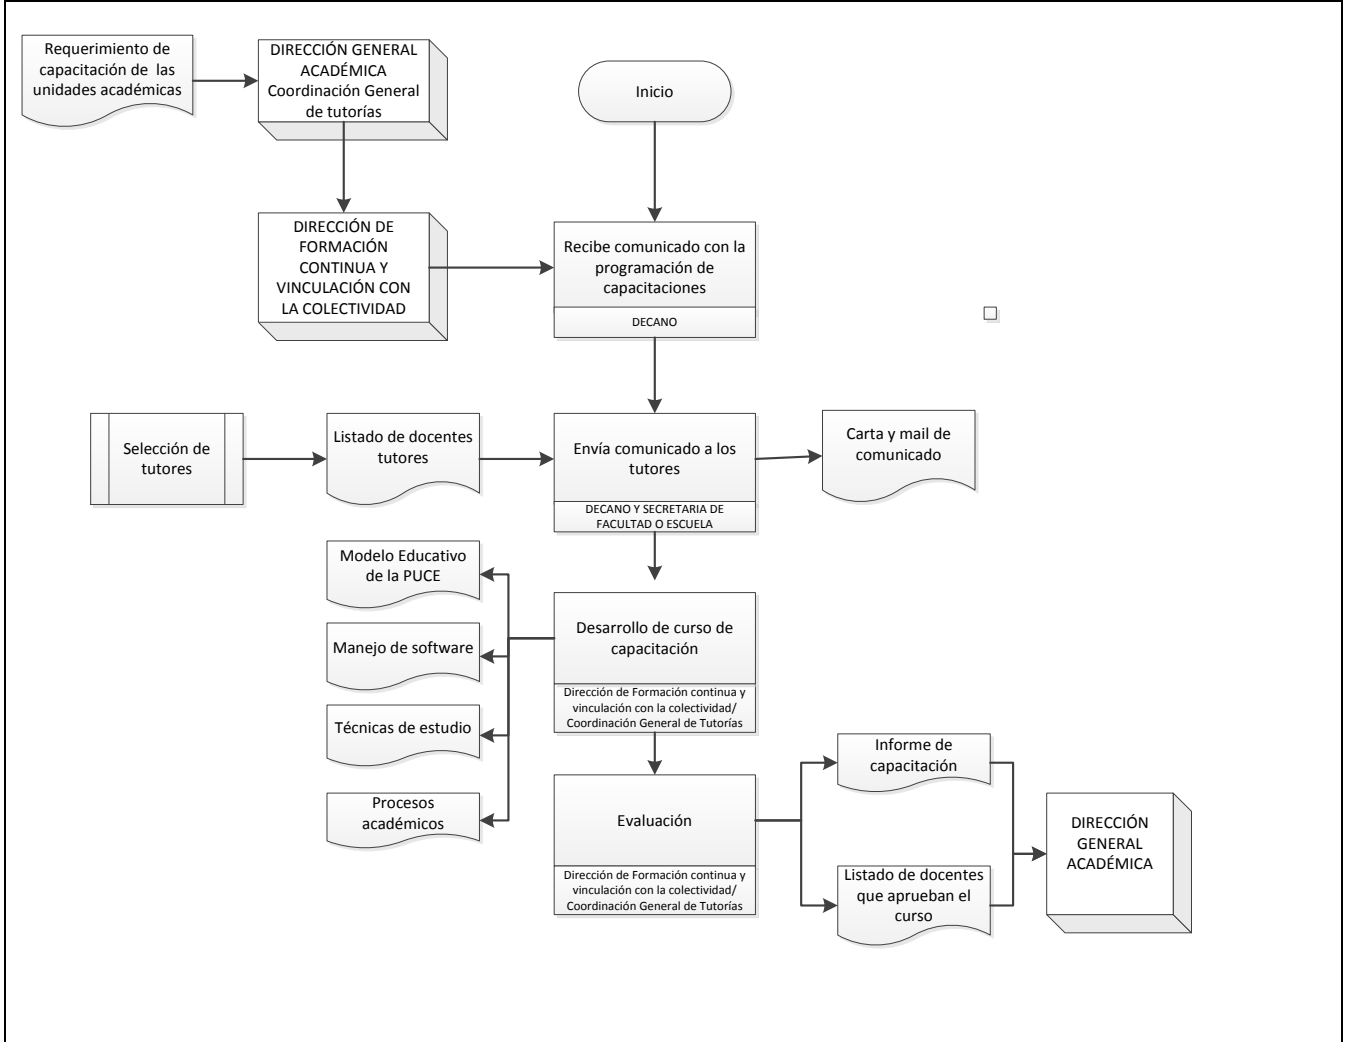 Requerimiento de
capacitación de las
unidades académicas
DIRECCIÓN GENERAL
ACADÉMICA
Coordinación General
de tutorías
Inicio
DIRECCIÓN DE
FORMACIÓN
CONTINUA Y
VINCULACIÓN CON
LA COLECTIVIDAD
Recibe comunicado con la
programación de
capacitaciones
DECANO
Selección de
tutores
Listado de docentes
tutores
Envía comunicado a los
tutores
DECANO Y SECRETARIA DE
FACULTAD O ESCUELA
Carta y mail de
comunicado
Modelo Educativo
de la PUCE
Manejo de software
Técnicas de estudio
Procesos
académicos
Desarrollo de curso de
capacitación
Dirección de Formación continua y
vinculación con la colectividad/
Coordinación General de Tutorías
Evaluación
Dirección de Formación continua y
vinculación con la colectividad/
Coordinación General de Tutorías
Informe de
capacitación
Listado de docentes
que aprueban el
curso
DIRECCIÓN
GENERAL
ACADÉMICA